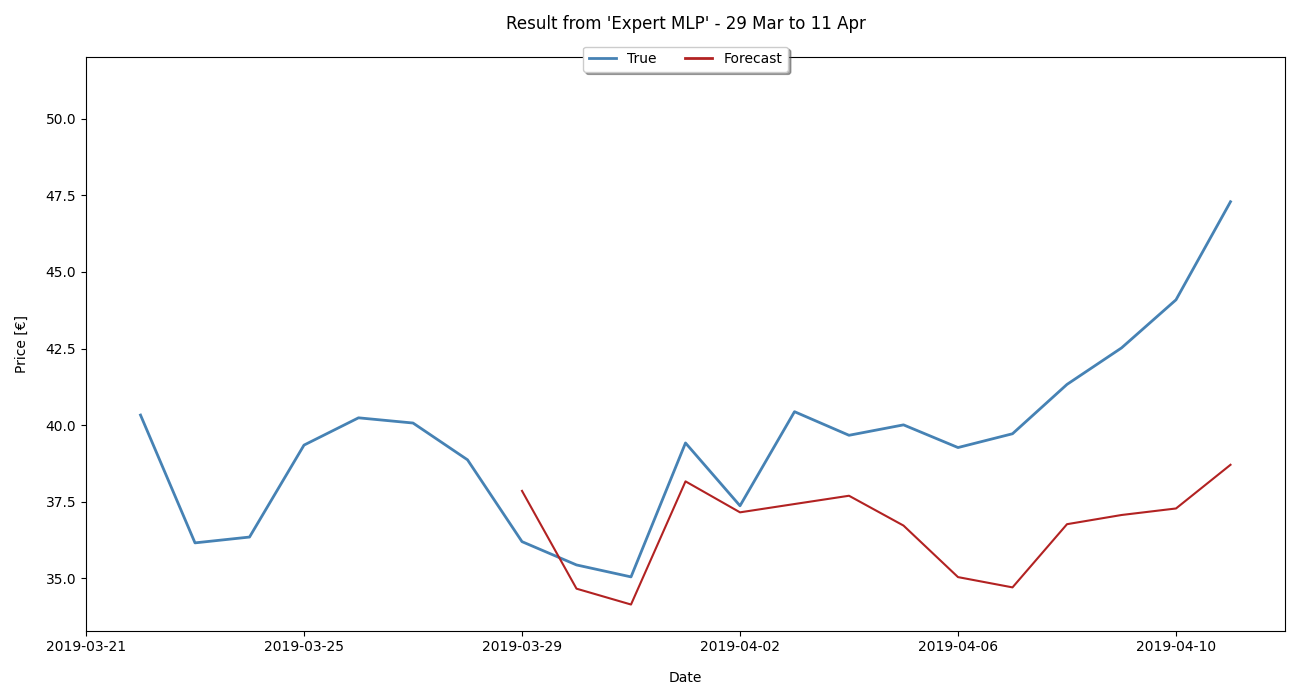 Result from 'Expert MLP' - 29 Mar to 11 Apr
True Forecast
50.0
47.5
45.0
42.5
40.0
37.5
35.0
Price [€]
2019-03-21 2019-03-25 2019-03-29 2019-04-02 2019-04-06 2019-04-10
Date